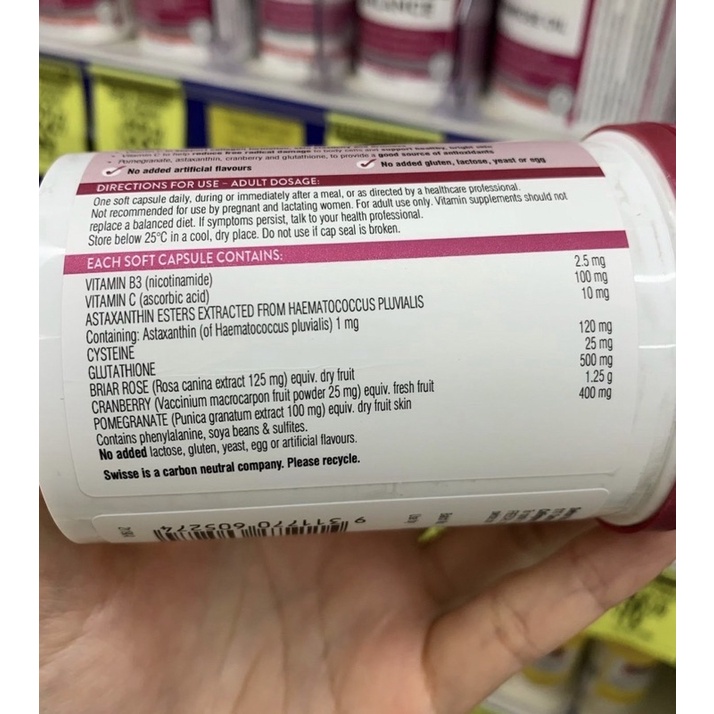 ANCE
Pomegranate, astaxanthin, cranberry and glutathione, to provide a good source of antioxidants
No added artificial flavours
No added gluten, lactose, yeast or egg
DIRECTIONS FOR USE - ADULT DOSAGE:
One soft capsule daily, during or immediately after a meal, or as directed by a healthcare professional.
Not recommended for use by pregnant and lactating women. For adult use only. Vitamin supplements should not
replace a balanced diet. If symptoms persist, talk to your health professional.
Store below 25°C in a cool, dry place. Do not use if cap seal is broken.
EACH SOFT CAPSULE CONTAINS:
VITAMIN B3 (nicotinamide) 2.5 mg
VITAMIN C (ascorbic acid) 100 mg
ASTAXANTHIN ESTERS EXTRACTED FROM HAEMATOCOCCUS PLUVIALIS 10 mg
Containing: Astaxanthin (of Haematococcus pluvialis) 1 mg
CYSTEINE 120 mg
GLUTATHIONE 25 mg
BRIAR ROSE (Rosa canina extract 125 mg) equiv. dry fruit 500 mg
CRANBERRY (Vaccinium macrocarpon fruit powder 25 mg) equiv. fresh fruit 1.25 g
POMEGRANATE (Punica granatum extract 100 mg) equiv. dry fruit skin 400 mg
Contains phenylalanine, soya beans & sulfites.
No added lactose, gluten, yeast, egg or artificial flavours.
Swisse is a carbon neutral company. Please recycle.
9 311770 605274